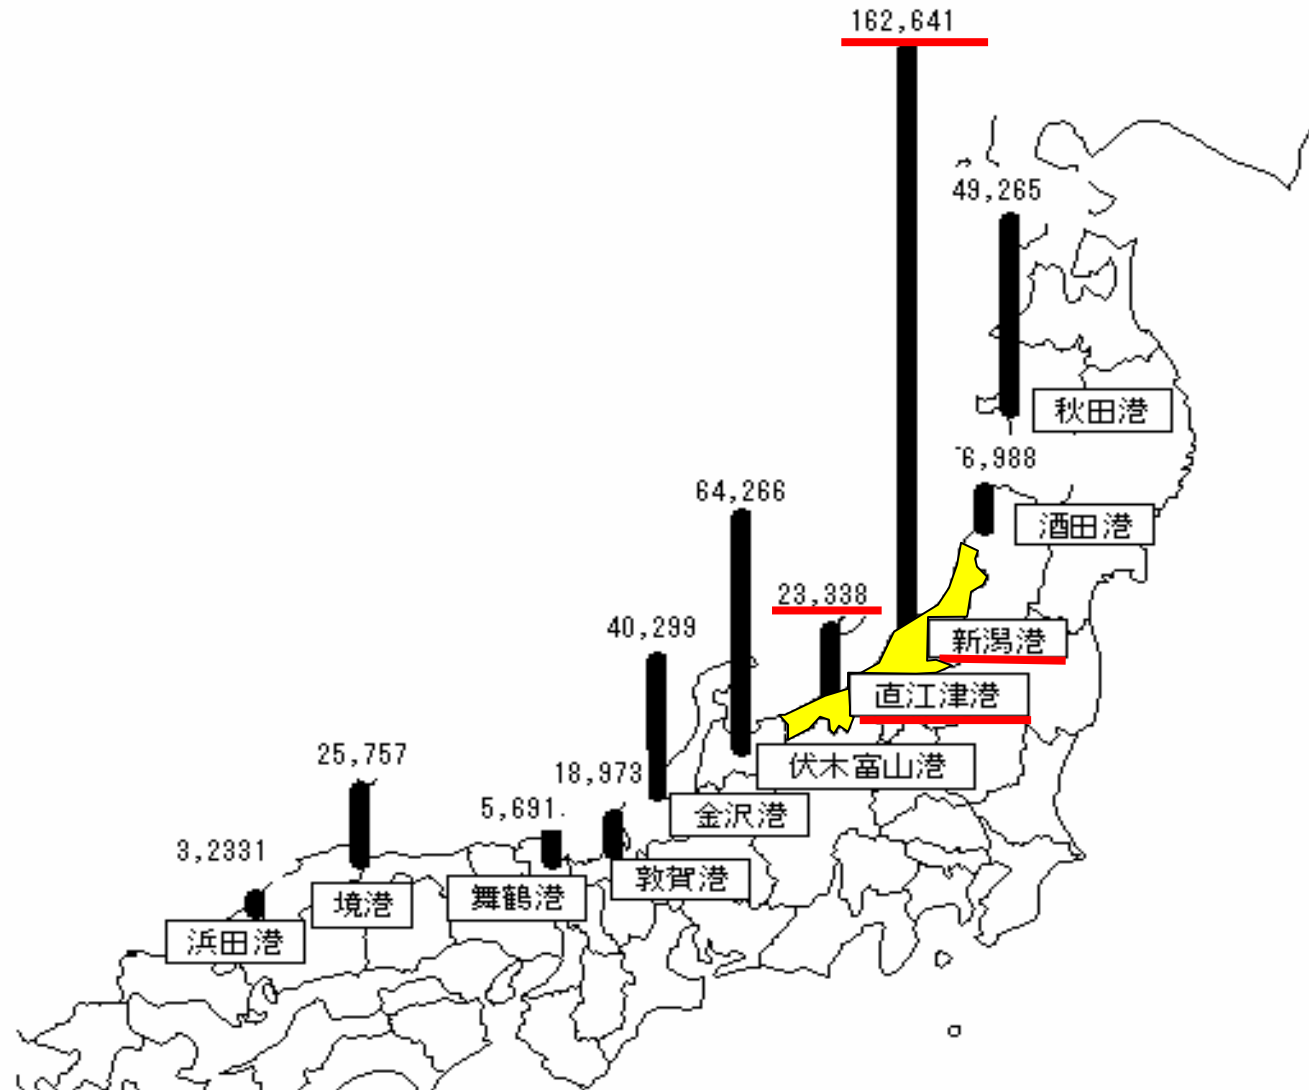 162,641
49,265
秋田港
6,988
酒田港
64,266
23,338
新潟港
40,299
直江津港
伏木富山港
25,757
18,973
金沢港
5,691
3,2331
敦賀港
境港
舞鶴港
浜田港